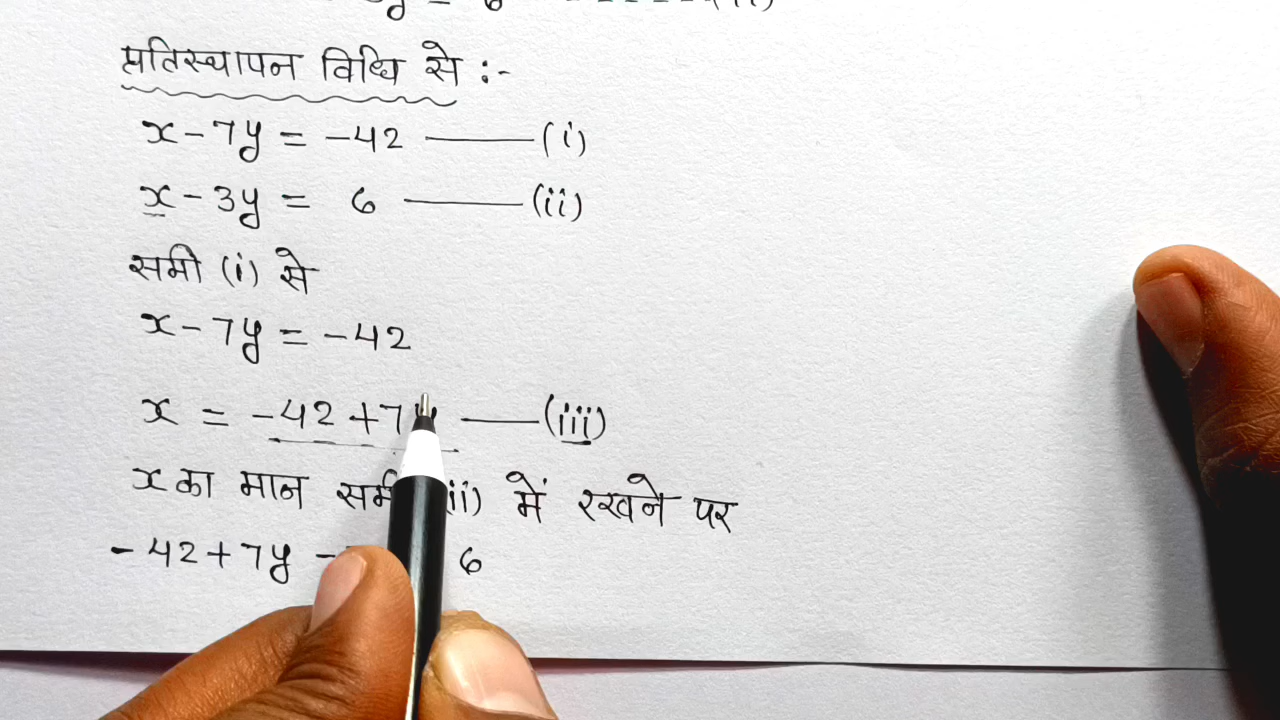 प्रतिस्थापन विधि से :-
x - 7y = -42 ——— (i)
x - 3y = 6 ——— (ii)
समी (i) से
x - 7y = -42
x = -42 + 7y —— (iii)
x का मान समी (ii) में रखने पर
-42 + 7y - 6